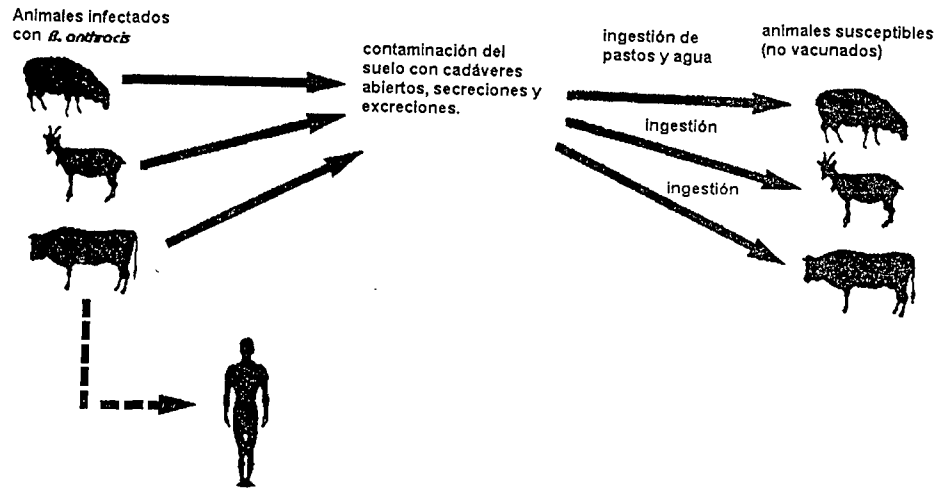 Animales infectados
con B. anthracis
contaminación del
suelo con cadáveres
abiertos, secreciones y
excreciones.
ingestión de
pastos y agua
animales susceptibles
(no vacunados)
ingestión
ingestión